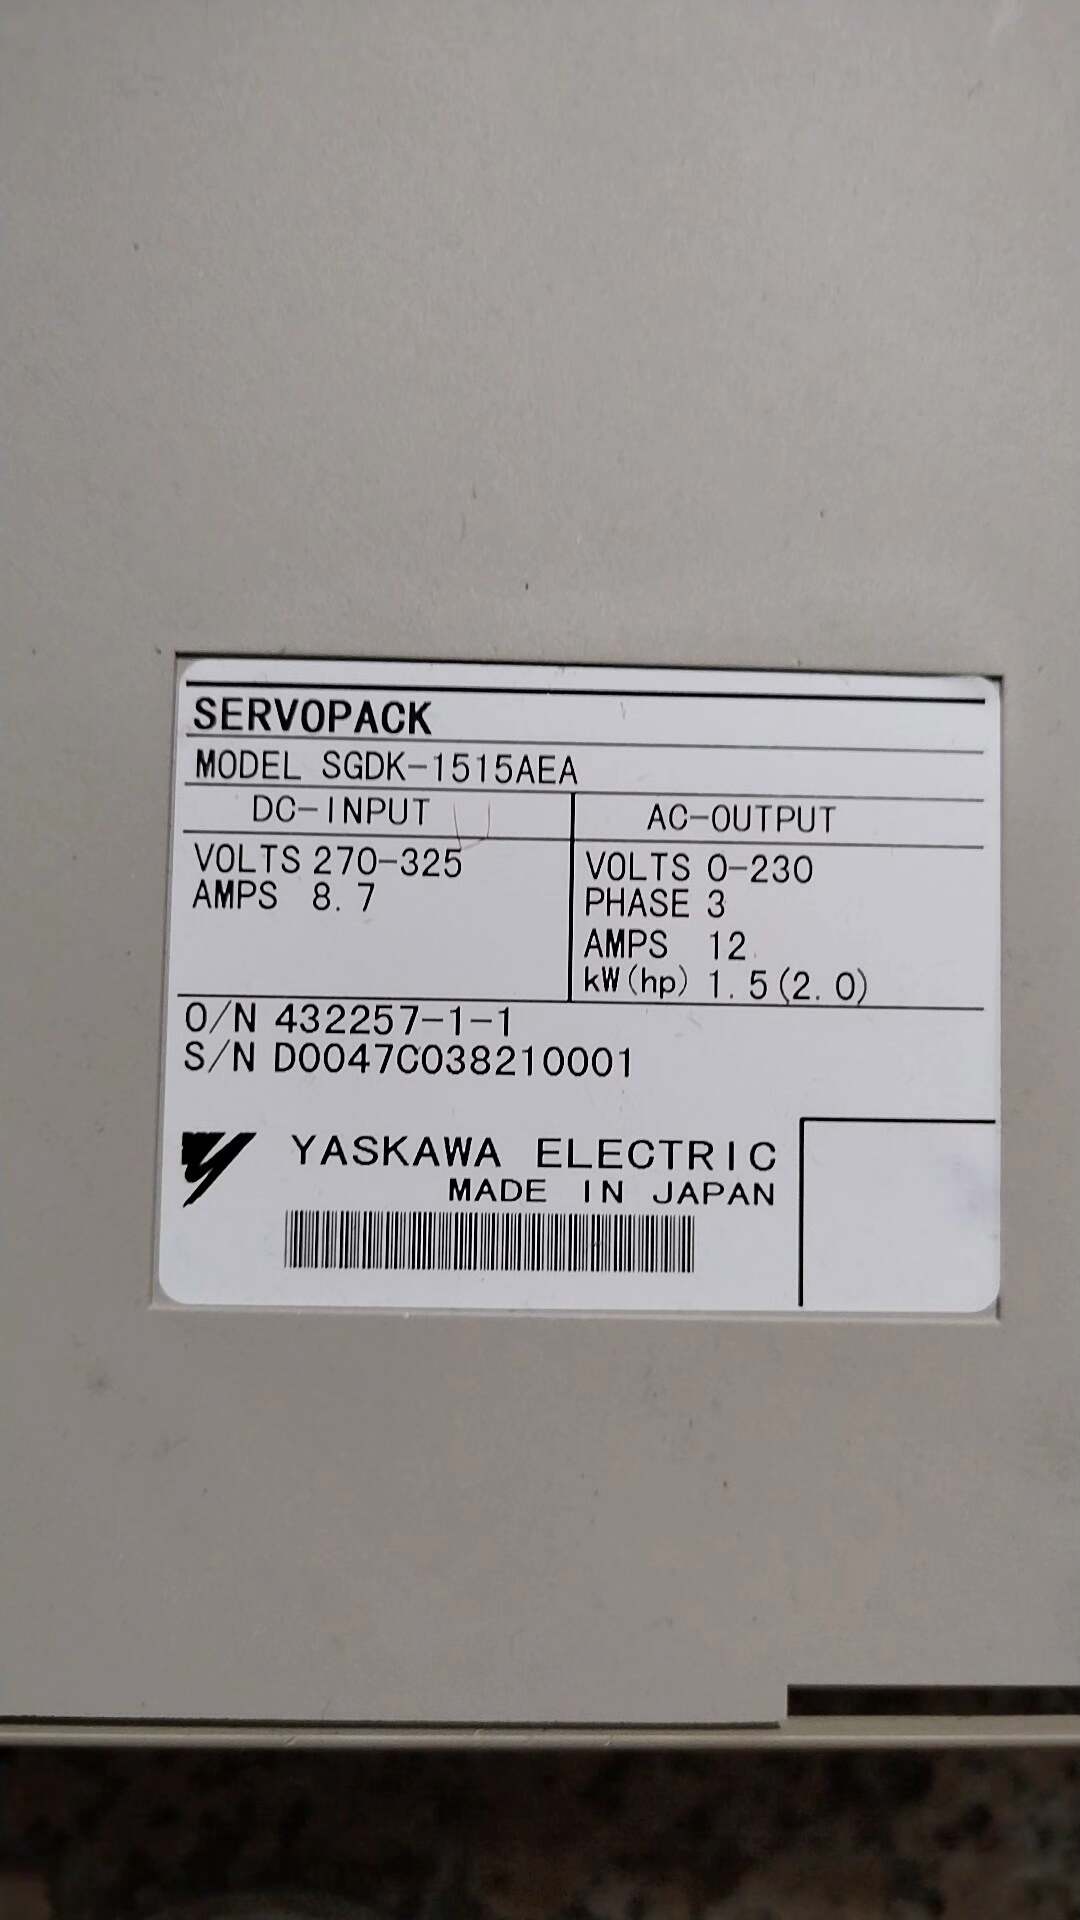 SERVOPACK
MODEL SGDK-1515AEA
DC-INPUT AC-OUTPUT
VOLTS 270-325 VOLTS 0-230
AMPS 8.7 PHASE 3
AMPS 12
kW(hp) 1.5(2.0)
O/N 432257-1-1
S/N D0047C038210001
YASKAWA ELECTRIC
MADE IN JAPAN